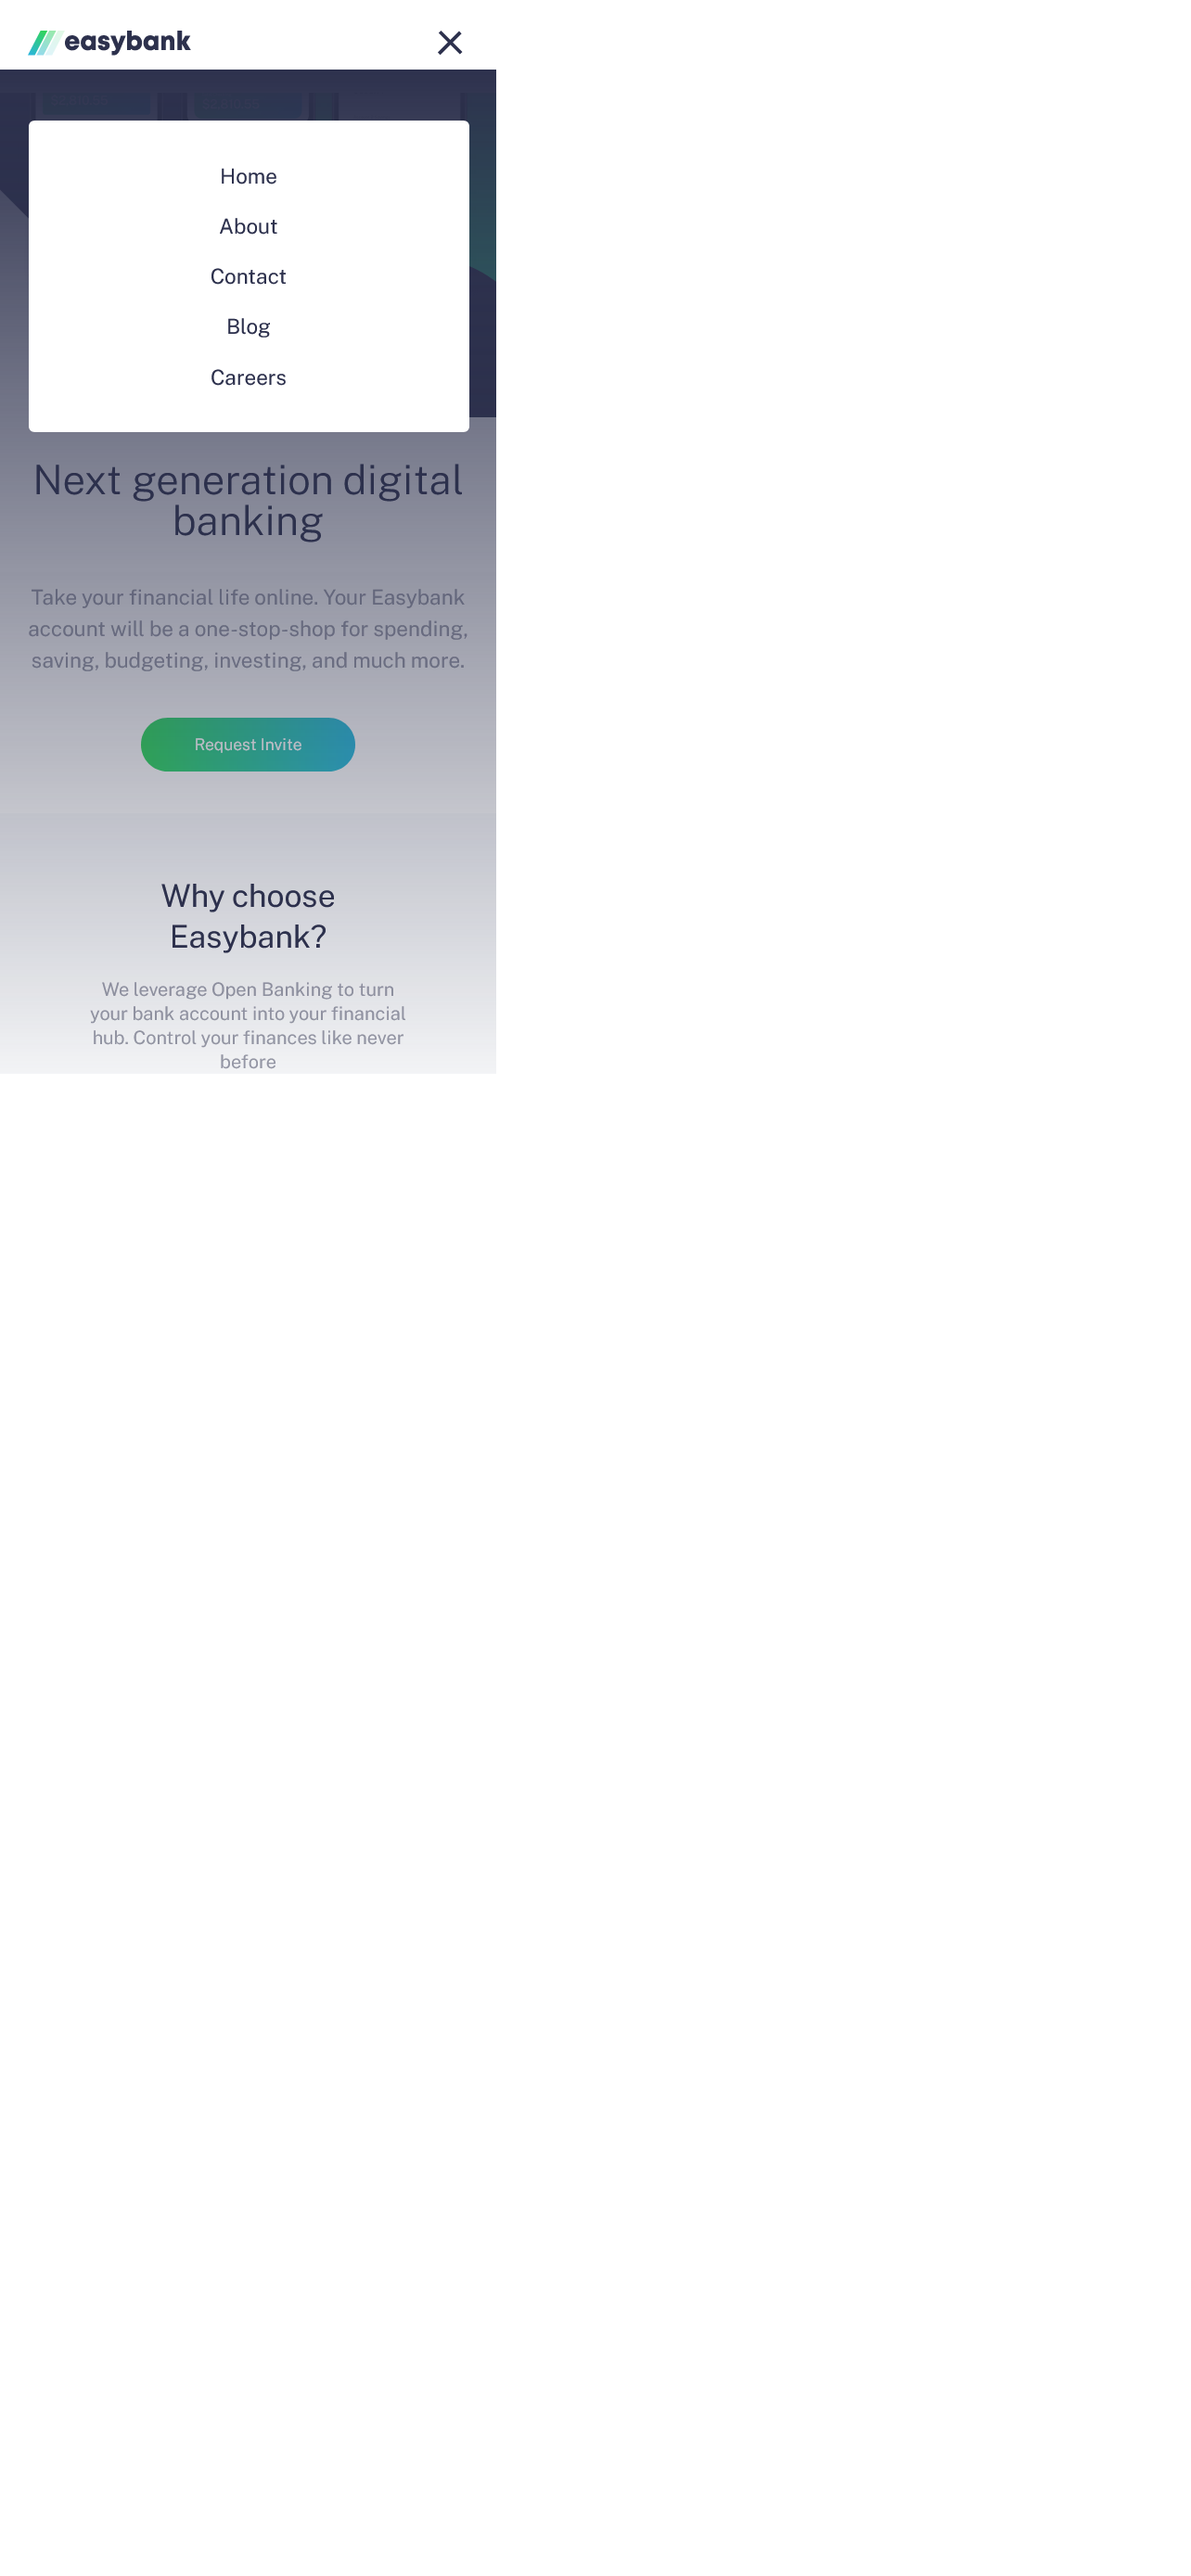 easybank
Home
About
Contact
Blog
Careers
Next generation digital
banking
Take your financial life online. Your Easybank
account will be a one-stop-shop for spending,
saving, budgeting, investing, and much more.
Request Invite
Why choose
Easybank?
We leverage Open Banking to turn
your bank account into your financial
hub. Control your finances like never
before